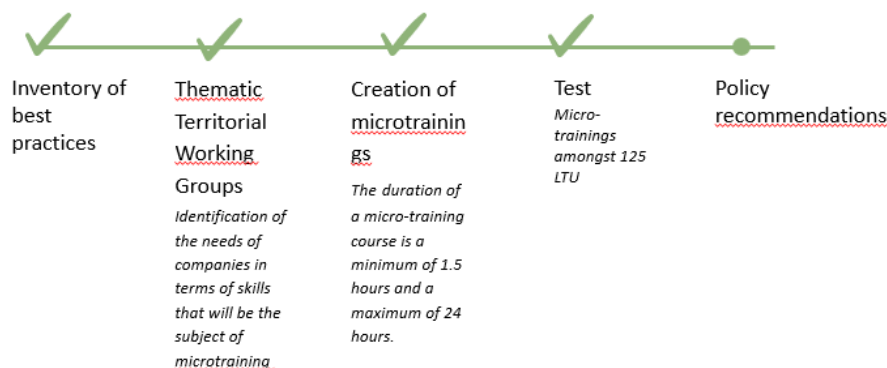 Inventory of
best
practices
Thematic
Territorial
Working
Groups
Identification of
the needs of
companies in
terms of skills
that will be the
subject of
microtraining
Creation of
microtrainin
gs
The duration of
a micro-training
course is a
minimum of 1.5
hours and a
maximum of 24
hours.
Test
Micro-
trainings
amongst 125
LTU
Policy
recommendations